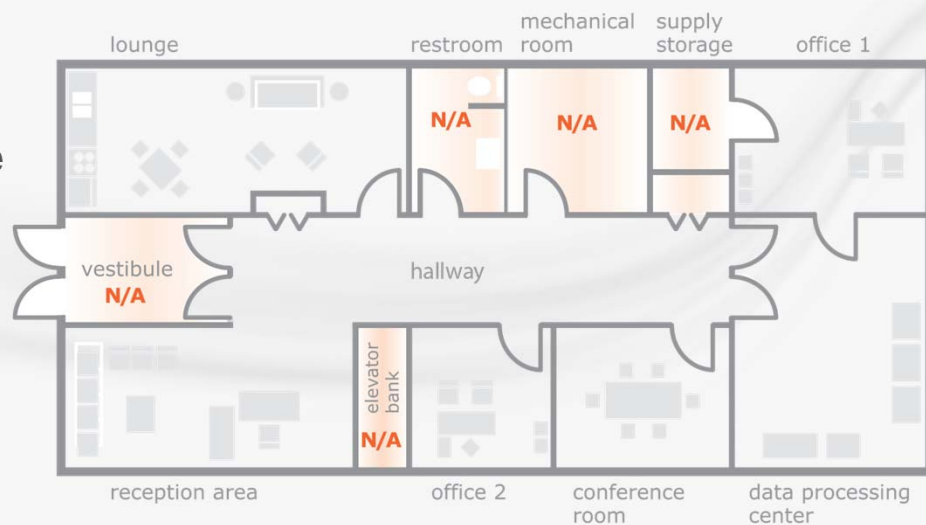 mechanical
room
supply
storage
lounge
restroom
office 1
N/A
N/A
N/A
e
vestibule
N/A
hallway
elevator
bank
N/A
reception area
office 2
conference
room
data processing
center